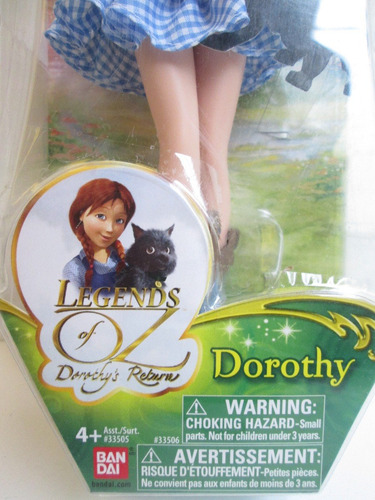 LEGENDS
of OZ
Dorothy's Return
Dorothy
4+ Asst./Surt.
#33505
#33506
BAN
DAI
bandai.com
WARNING:
CHOKING HAZARD-Small
parts. Not for children under 3 years.
AVERTISSEMENT:
RISQUE D'ÉTOUFFEMENT-Petites pièces.
Ne convient pas aux enfants de moins de 3 ans.